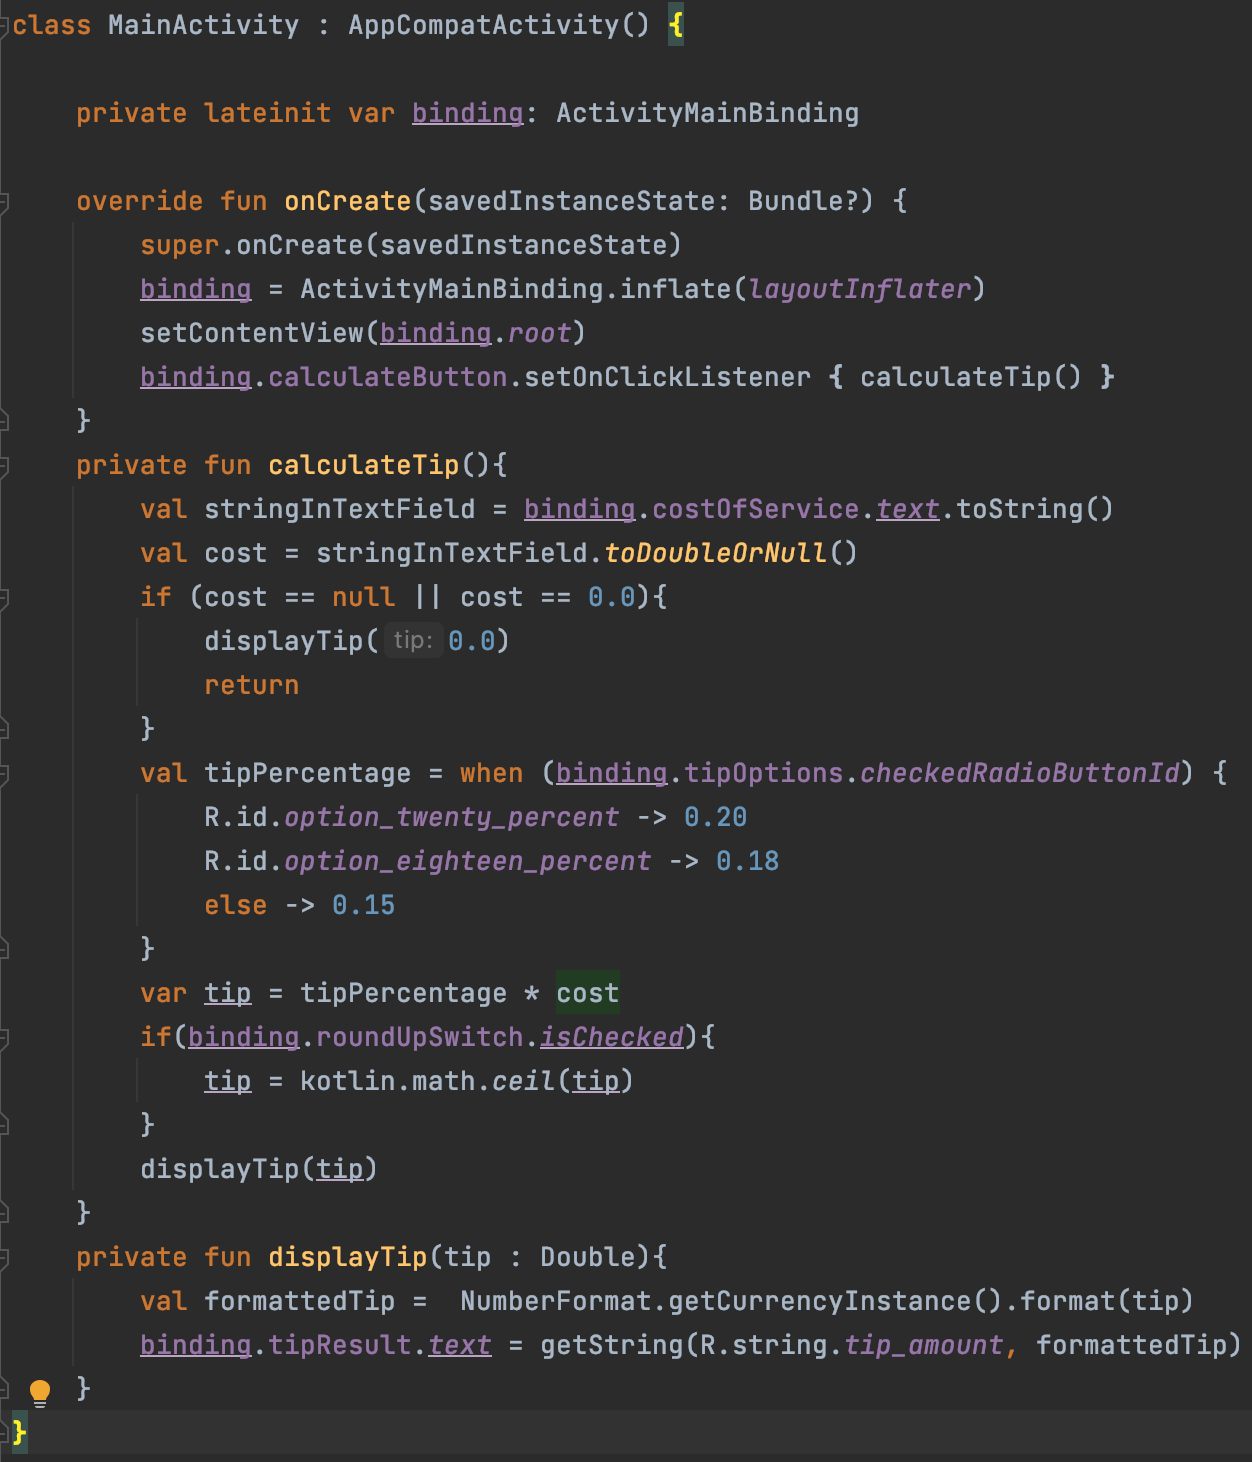 class MainActivity : AppCompatActivity() {
    private lateinit var binding: ActivityMainBinding
    override fun onCreate(savedInstanceState: Bundle?) {
        super.onCreate(savedInstanceState)
        binding = ActivityMainBinding.inflate(layoutInflater)
        setContentView(binding.root)
        binding.calculateButton.setOnClickListener { calculateTip() }
    }
    private fun calculateTip(){
        val stringInTextField = binding.costOfService.text.toString()
        val cost = stringInTextField.toDoubleOrNull()
        if (cost == null || cost == 0.0){
            displayTip( tip: 0.0)
            return
        }
        val tipPercentage = when (binding.tipOptions.checkedRadioButtonId) {
            R.id.option_twenty_percent -> 0.20
            R.id.option_eighteen_percent -> 0.18
            else -> 0.15
        }
        var tip = tipPercentage * cost
        if(binding.roundUpSwitch.isChecked){
            tip = kotlin.math.ceil(tip)
        }
        displayTip(tip)
    }
    private fun displayTip(tip : Double){
        val formattedTip =  NumberFormat.getCurrencyInstance().format(tip)
        binding.tipResult.text = getString(R.string.tip_amount, formattedTip)
    }
}